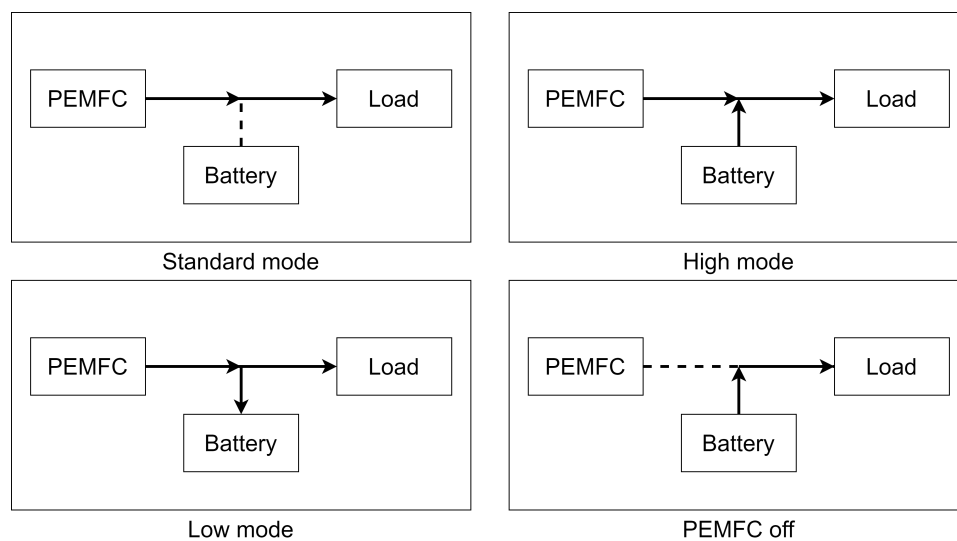 PEMFC
Load
Battery
Standard mode
PEMFC
Load
Battery
High mode
PEMFC
Load
Battery
Low mode
PEMFC
Load
Battery
PEMFC off